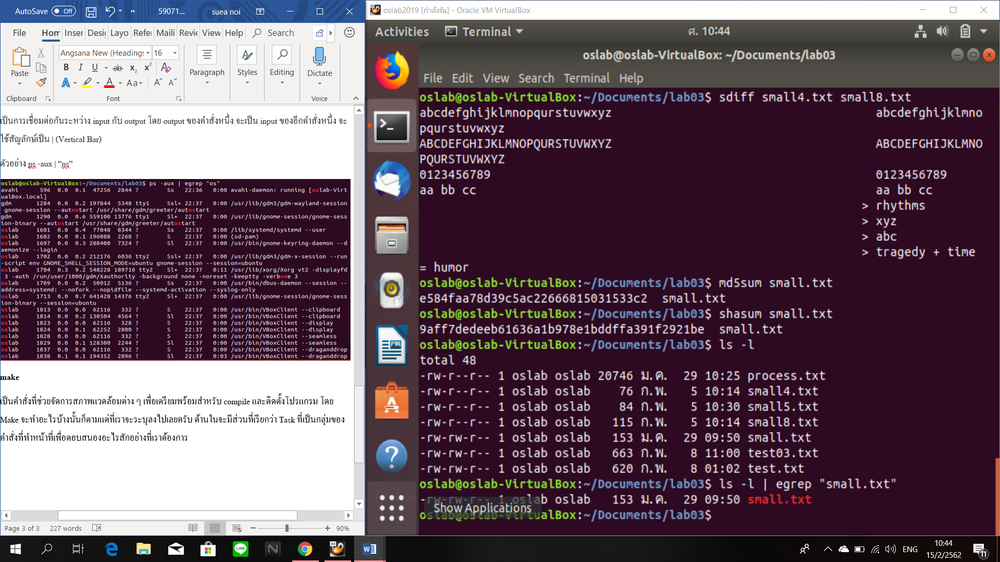 AutoSave Off 59071... suea noi
File Hom Inser Desig Layo Refer Maili Revie View Help Search
Paste
Angsana New (Headings 16
B I U ab x₂ x² A
A A Aa A A
Paragraph Styles Editing Dictate
Clipboard Font Voice
เป็นการเชื่อมต่อกันระหว่าง input กับ output โดย output ของคำสั่งหนึ่ง จะเป็น input ของอีกคำสั่งหนึ่ง จะ
ใช้สัญลักษ์เป็น | (Vertical Bar)
ตัวอย่าง ps -aux | “os”
oslab@oslab-VirtualBox:~/Documents/lab03$ ps -aux | egrep "os"
avahi 596 0.0 0.1 47256 2844 ? Ss 22:36 0:00 avahi-daemon: running [oslab-Virt
ualBox.local]
gdm 1284 0.0 0.2 197844 5348 tty1 Ssl+ 22:37 0:00 /usr/lib/gdm3/gdm-wayland-session
gnome-session --autostart /usr/share/gdm/greeter/autostart
gdm 1290 0.0 0.6 559100 13776 tty1 Sl+ 22:37 0:00 /usr/lib/gnome-session/gnome-sess
ion-binary --autostart /usr/share/gdm/greeter/autostart
oslab 1681 0.0 0.4 77048 8344 ? Ss 22:37 0:00 /lib/systemd/systemd --user
oslab 1682 0.0 0.1 196088 2268 ? S 22:37 0:00 (sd-pam)
oslab 1697 0.0 0.3 288400 7324 ? Sl 22:37 0:00 /usr/bin/gnome-keyring-daemon --d
aemonize --login
oslab 1702 0.0 0.2 212176 6036 tty2 Ssl+ 22:37 0:00 /usr/lib/gdm3/gdm-x-session --run
-script env GNOME_SHELL_SESSION_MODE=ubuntu gnome-session --session=ubuntu
oslab 1704 0.3 9.2 548228 189716 tty2 Sl+ 22:37 0:11 /usr/lib/xorg/Xorg vt2 -displayfd
3 -auth /run/user/1000/gdm/Xauthority -background none -noreset -keeptty -verbose 3
oslab 1709 0.0 0.2 50912 5136 ? Ss 22:37 0:00 /usr/bin/dbus-daemon --session --
address=systemd: --nofork --nopidfile --systemd-activation --syslog-only
oslab 1713 0.0 0.7 641428 14376 tty2 Sl+ 22:37 0:00 /usr/lib/gnome-session/gnome-sess
ion-binary --session=ubuntu
oslab 1813 0.0 0.0 62116 332 ? S 22:37 0:00 /usr/bin/VBoxClient --clipboard
oslab 1814 0.0 0.2 130504 4564 ? Sl 22:37 0:00 /usr/bin/VBoxClient --clipboard
oslab 1823 0.0 0.0 62116 328 ? S 22:37 0:00 /usr/bin/VBoxClient --display
oslab 1824 0.0 0.1 62252 2800 ? S 22:37 0:00 /usr/bin/VBoxClient --display
oslab 1828 0.0 0.0 62116 332 ? S 22:37 0:00 /usr/bin/VBoxClient --seamless
oslab 1829 0.0 0.1 128300 2244 ? Sl 22:37 0:00 /usr/bin/VBoxClient --seamless
oslab 1837 0.0 0.0 62116 332 ? S 22:37 0:00 /usr/bin/VBoxClient --draganddrop
oslab 1838 0.1 0.1 194352 2896 ? Sl 22:37 0:03 /usr/bin/VBoxClient --draganddrop
make
เป็นคำสั่งที่ช่วยจัดการสภาพแวดล้อมต่าง ๆ เพื่อเตรียมพร้อมสำหรับ compile และติดตั้งโปรแกรม โดย
Make จะทำอะไรบ้างนั้นก็ตามแต่ที่เราจะระบุลงไปเลยครับ ด้านในจะมีส่วนที่เรียกว่า Task ที่เป็นกลุ่มของ
คำสั่งที่ทำหน้าที่เพื่อตอบสนองอะไรสักอย่างที่เราต้องการ
Page 3 of 3 227 words 90%
oslab2019 [กำลังรัน] - Oracle VM VirtualBox
Activities Terminal ศ. 10:44
oslab@oslab-VirtualBox: ~/Documents/lab03
File Edit View Search Terminal Help
oslab@oslab-VirtualBox:~/Documents/lab03$ sdiff small4.txt small8.txt
abcdefghijklmnopqurstuvwxyz abcdefghijklmno
pqurstuvwxyz
ABCDEFGHIJKLMNOPQURSTUVWXYZ ABCDEFGHIJKLMNO
PQURSTUVWXYZ
0123456789 0123456789
aa bb cc aa bb cc
> rhythms
> xyz
> abc
> tragedy + time
= humor
oslab@oslab-VirtualBox:~/Documents/lab03$ md5sum small.txt
e584faa78d39c5ac22666815031533c2 small.txt
oslab@oslab-VirtualBox:~/Documents/lab03$ shasum small.txt
9aff7dedeeb61636a1b978e1bddffa391f2921be small.txt
oslab@oslab-VirtualBox:~/Documents/lab03$ ls -l
total 48
-rw-r--r-- 1 oslab oslab 20746 ม.ค. 29 10:25 process.txt
-rw-rw-r-- 1 oslab oslab 76 ก.พ. 5 10:14 small4.txt
-rw-rw-r-- 1 oslab oslab 84 ก.พ. 5 10:30 small5.txt
-rw-rw-r-- 1 oslab oslab 115 ก.พ. 5 10:14 small8.txt
-rw-rw-r-- 1 oslab oslab 153 ม.ค. 29 09:50 small.txt
-rw-rw-r-- 1 oslab oslab 663 ก.พ. 8 11:00 test03.txt
-rw-rw-r-- 1 oslab oslab 620 ก.พ. 8 01:02 test.txt
oslab@oslab-VirtualBox:~/Documents/lab03$ ls -l | egrep "small.txt"
-rw-rw-r-- 1 oslab oslab 153 ม.ค. 29 09:50 small.txt
Show Applications
oslab@oslab-VirtualBox:~/Documents/lab03$
ENG 10:44
15/2/2562
11